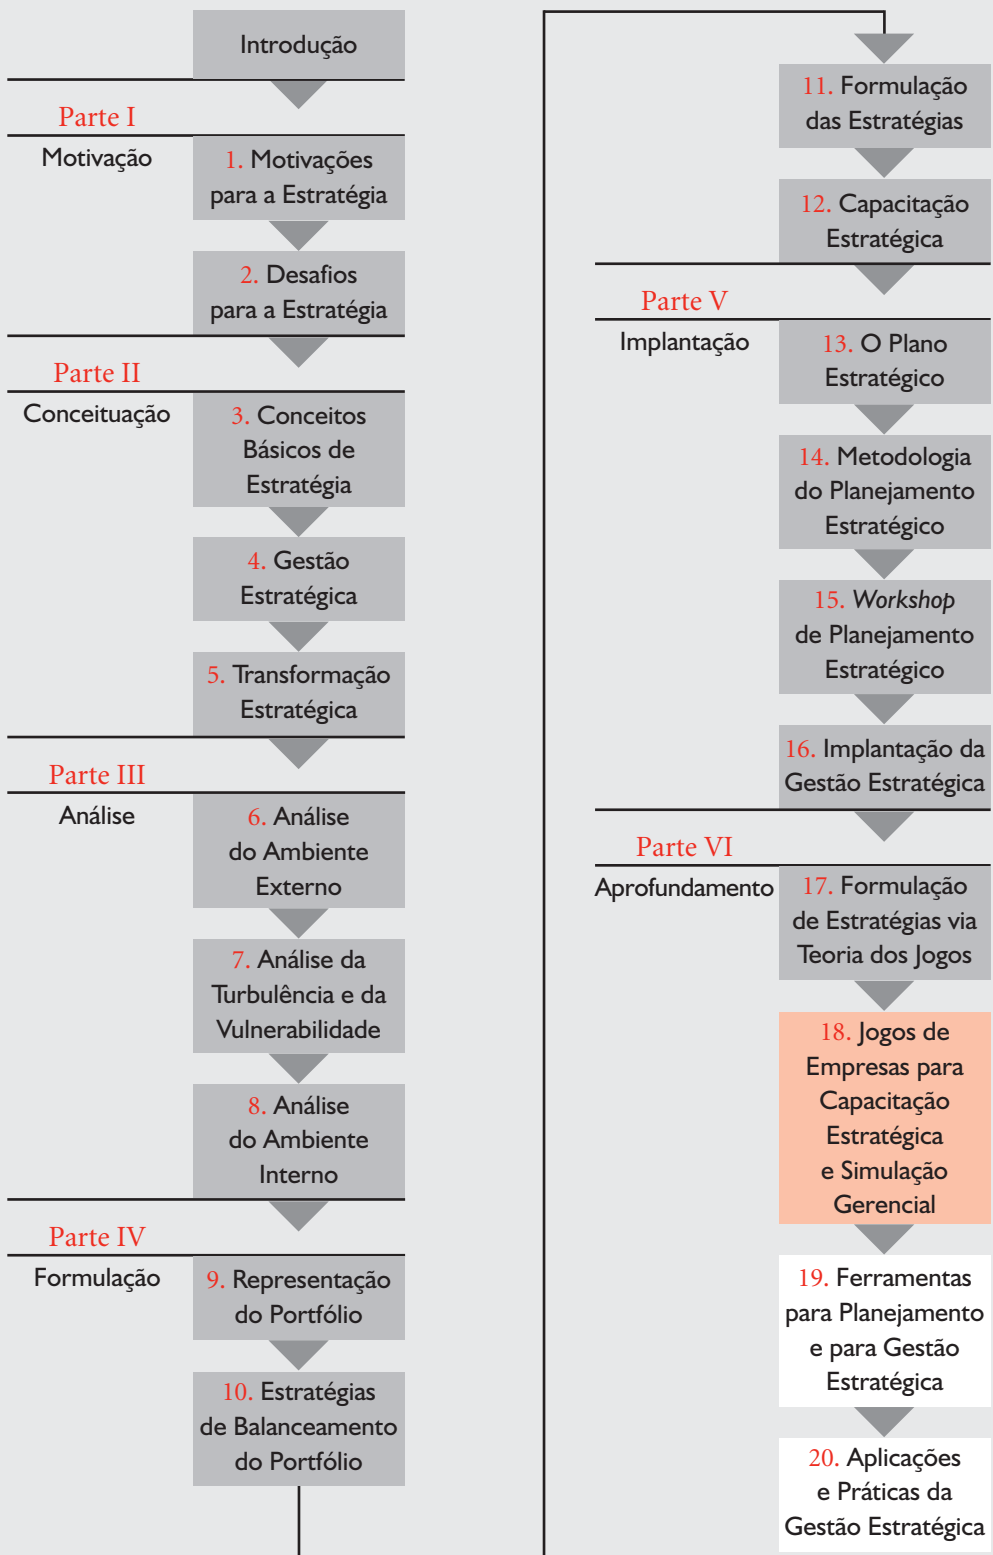 Introdução
Parte I
Motivação
1. Motivações
para a Estratégia
2. Desafios
para a Estratégia
Parte II
Conceituação
3. Conceitos
Básicos de
Estratégia
4. Gestão
Estratégica
5. Transformação
Estratégica
Parte III
Análise
6. Análise
do Ambiente
Externo
7. Análise da
Turbulência e da
Vulnerabilidade
8. Análise
do Ambiente
Interno
Parte IV
Formulação
9. Representação
do Portfólio
10. Estratégias
de Balanceamento
do Portfólio
11. Formulação
das Estratégias
12. Capacitação
Estratégica
Parte V
Implantação
13. O Plano
Estratégico
14. Metodologia
do Planejamento
Estratégico
15. Workshop
de Planejamento
Estratégico
16. Implantação da
Gestão Estratégica
Parte VI
Aprofundamento
17. Formulação
de Estratégias via
Teoria dos Jogos
18. Jogos de
Empresas para
Capacitação
Estratégica
e Simulação
Gerencial
19. Ferramentas
para Planejamento
e para Gestão
Estratégica
20. Aplicações
e Práticas da
Gestão Estratégica